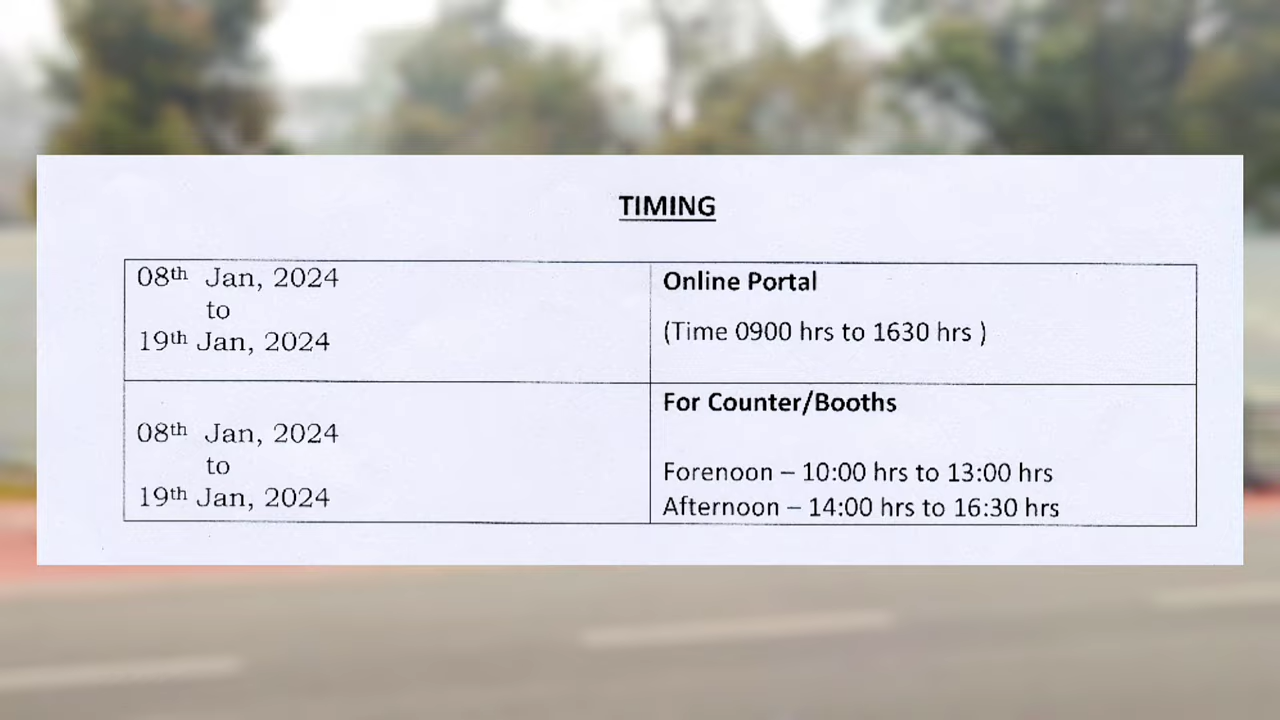 TIMING
08th Jan, 2024
to
19th Jan, 2024
Online Portal
(Time 0900 hrs to 1630 hrs )
08th Jan, 2024
to
19th Jan, 2024
For Counter/Booths
Forenoon – 10:00 hrs to 13:00 hrs
Afternoon – 14:00 hrs to 16:30 hrs